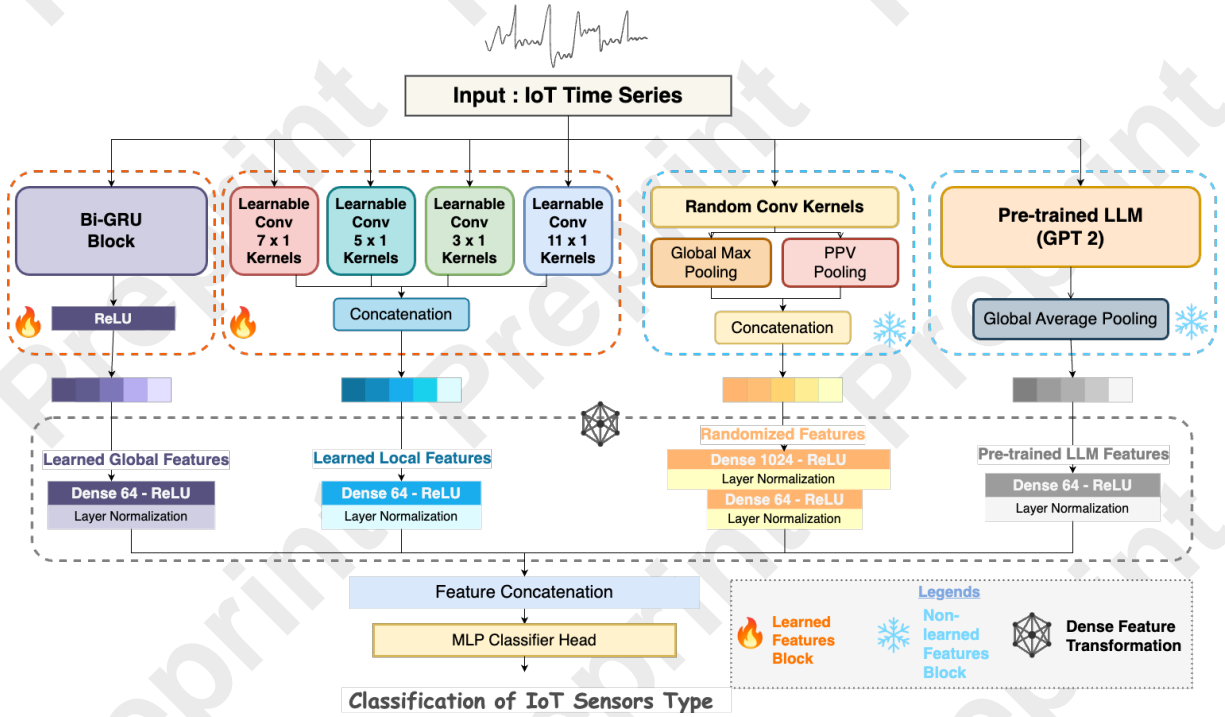 Input : IoT Time Series
Bi-GRU
Block
ReLU
Learnable
Conv
7 x 1
Kernels
Learnable
Conv
5 x 1
Kernels
Learnable
Conv
3 x 1
Kernels
Learnable
Conv
11 x 1
Kernels
Concatenation
Random Conv Kernels
Global Max
Pooling
PPV
Pooling
Concatenation
Pre-trained LLM
(GPT 2)
Global Average Pooling
Learned Global Features
Dense 64 - ReLU
Layer Normalization
Learned Local Features
Dense 64 - ReLU
Layer Normalization
Randomized Features
Dense 1024 - ReLU
Layer Normalization
Dense 64 - ReLU
Layer Normalization
Pre-trained LLM Features
Dense 64 - ReLU
Layer Normalization
Feature Concatenation
MLP Classifier Head
Classification of IoT Sensors Type
Legends
Learned
Features
Block
Non-
learned
Features
Block
Dense Feature
Transformation
Preprint
Preprint
Preprint